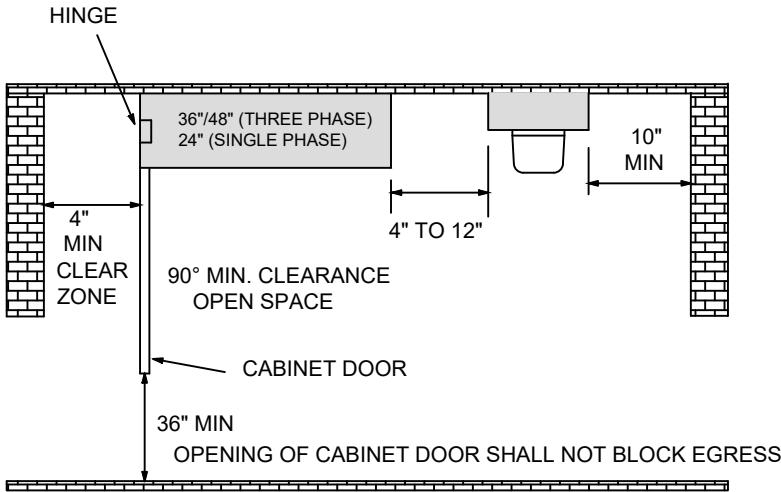 HINGE
36"/48" (THREE PHASE)
24" (SINGLE PHASE)
10"
MIN
4"
MIN
CLEAR
ZONE
4" TO 12"
90° MIN. CLEARANCE
OPEN SPACE
CABINET DOOR
36" MIN
OPENING OF CABINET DOOR SHALL NOT BLOCK EGRESS